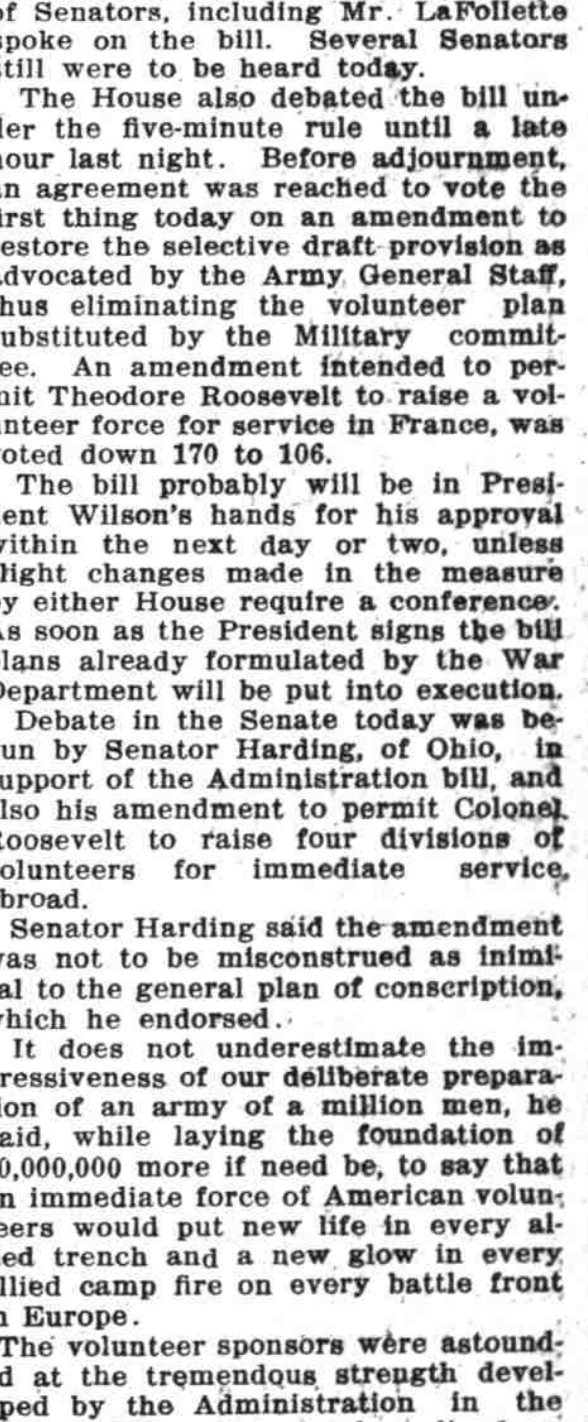 of Senators, including Mr. LaFollette
spoke on the bill. Several Senators
still were to be heard today.
The House also debated the bill un-
der the five-minute rule until a late
hour last night. Before adjournment,
an agreement was reached to vote the
first thing today on an amendment to
restore the selective draft provision as
advocated by the Army General Staff,
thus eliminating the volunteer plan
substituted by the Military commit-
tee. An amendment intended to per-
mit Theodore Roosevelt to raise a vol-
unteer force for service in France, was
voted down 170 to 106.
The bill probably will be in Presi-
dent Wilson's hands for his approval
within the next day or two, unless
slight changes made in the measure
by either House require a conference.
As soon as the President signs the bill
plans already formulated by the War
Department will be put into execution.
Debate in the Senate today was be-
gun by Senator Harding, of Ohio, in
support of the Administration bill, and
also his amendment to permit Colonel
Roosevelt to raise four divisions of
volunteers for immediate service
abroad.
Senator Harding said the amendment
was not to be misconstrued as inimi-
cal to the general plan of conscription,
which he endorsed.
It does not underestimate the im-
pressiveness of our deliberate prepara-
tion of an army of a million men, he
said, while laying the foundation of
0,000,000 more if need be, to say that
an immediate force of American volun-
teers would put new life in every al-
lied trench and a new glow in every
allied camp fire on every battle front
in Europe.
The volunteer sponsors were astound-
ed at the tremendous strength devel-
oped by the Administration in the